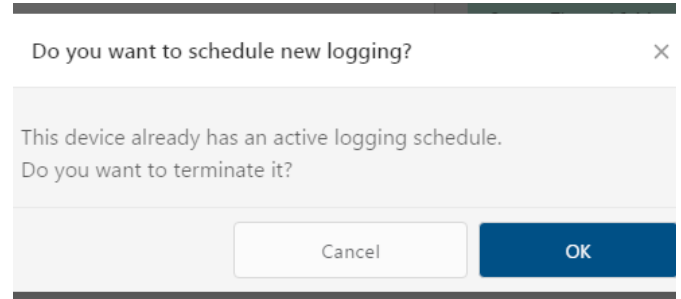 Do you want to schedule new logging?
This device already has an active logging schedule.
Do you want to terminate it?
Cancel
OK